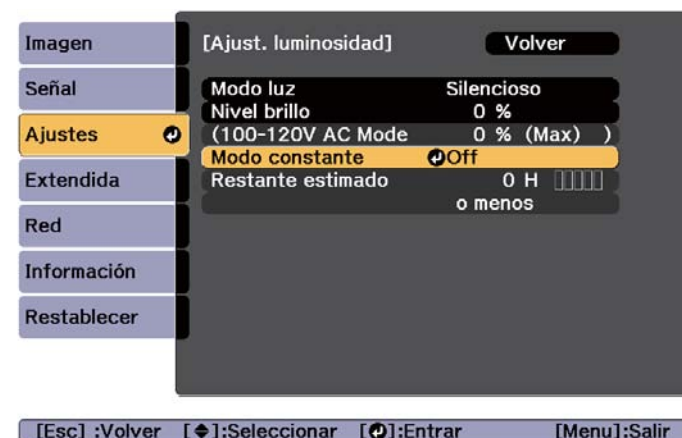 Imagen
Señal
Ajustes
Extendida
Red
Información
Restablecer
[Ajust. luminosidad] Volver
Modo luz Silencioso
Nivel brillo 0 %
(100-120V AC Mode 0 % (Max) )
Modo constante Off
Restante estimado 0 H
o menos
[Esc] :Volver [◆]:Seleccionar [↵]:Entrar [Menu]:Salir